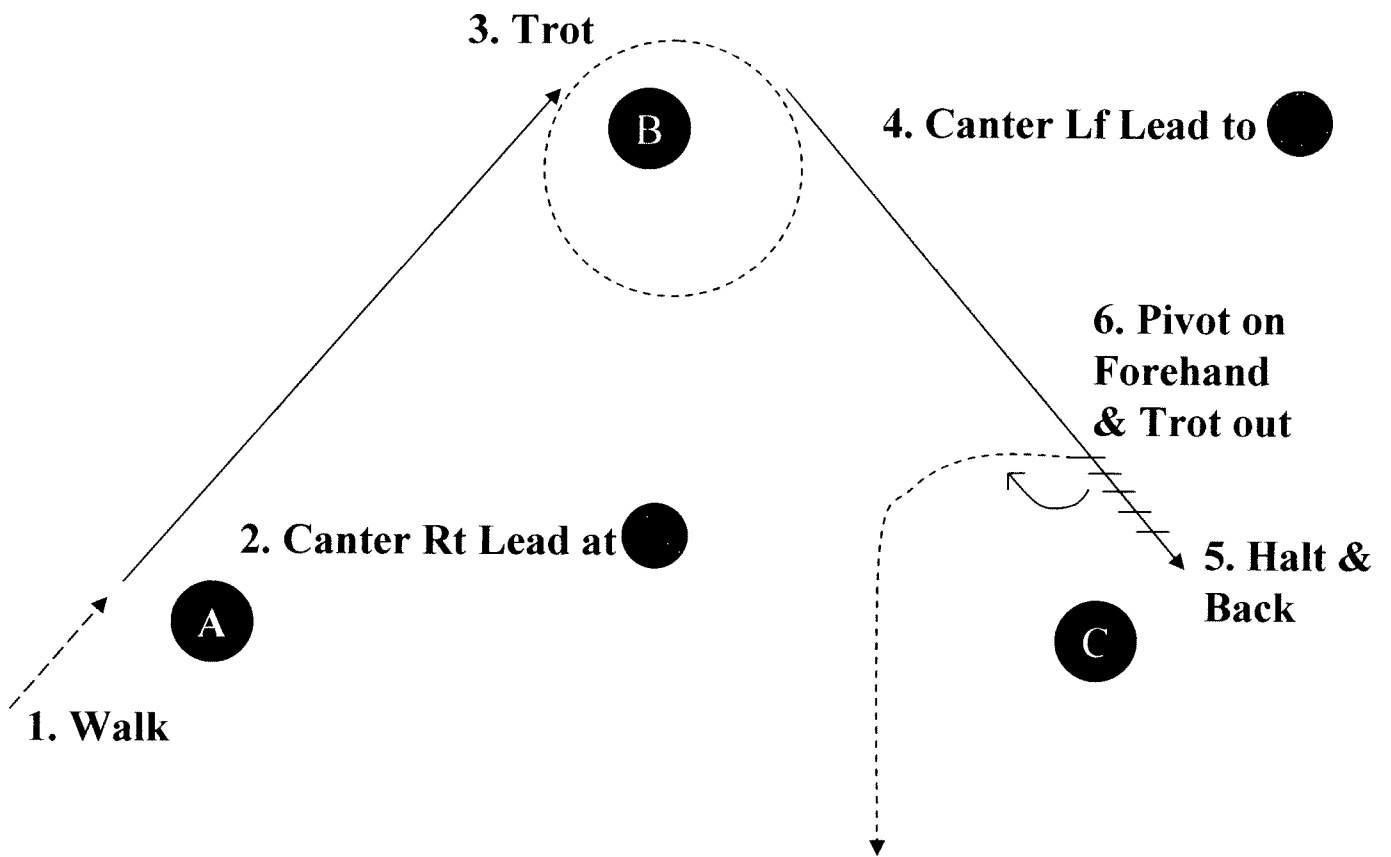 3. Trot
B
4. Canter Lf Lead to
6. Pivot on
Forehand
& Trot out
2. Canter Rt Lead at
5. Halt &
Back
A
C
1. Walk